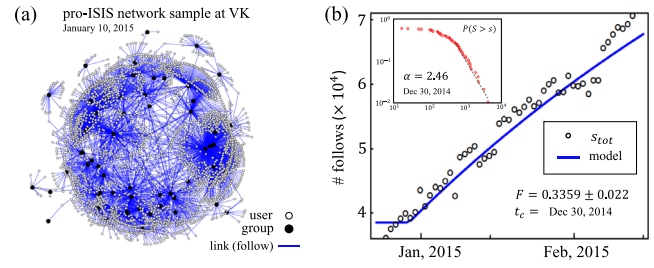 (a)
pro-ISIS network sample at VK
January 10, 2015
user
group
link (follow)
(b)
# follows (× 10⁴)
7
6
5
4
10⁰
10⁻¹
10⁻²
10¹ 10² 10³ 10⁴
P(S > s)
α = 2.46
Dec 30, 2014
s_tot
model
F = 0.3359 ± 0.022
t_c = Dec 30, 2014
Jan, 2015
Feb, 2015